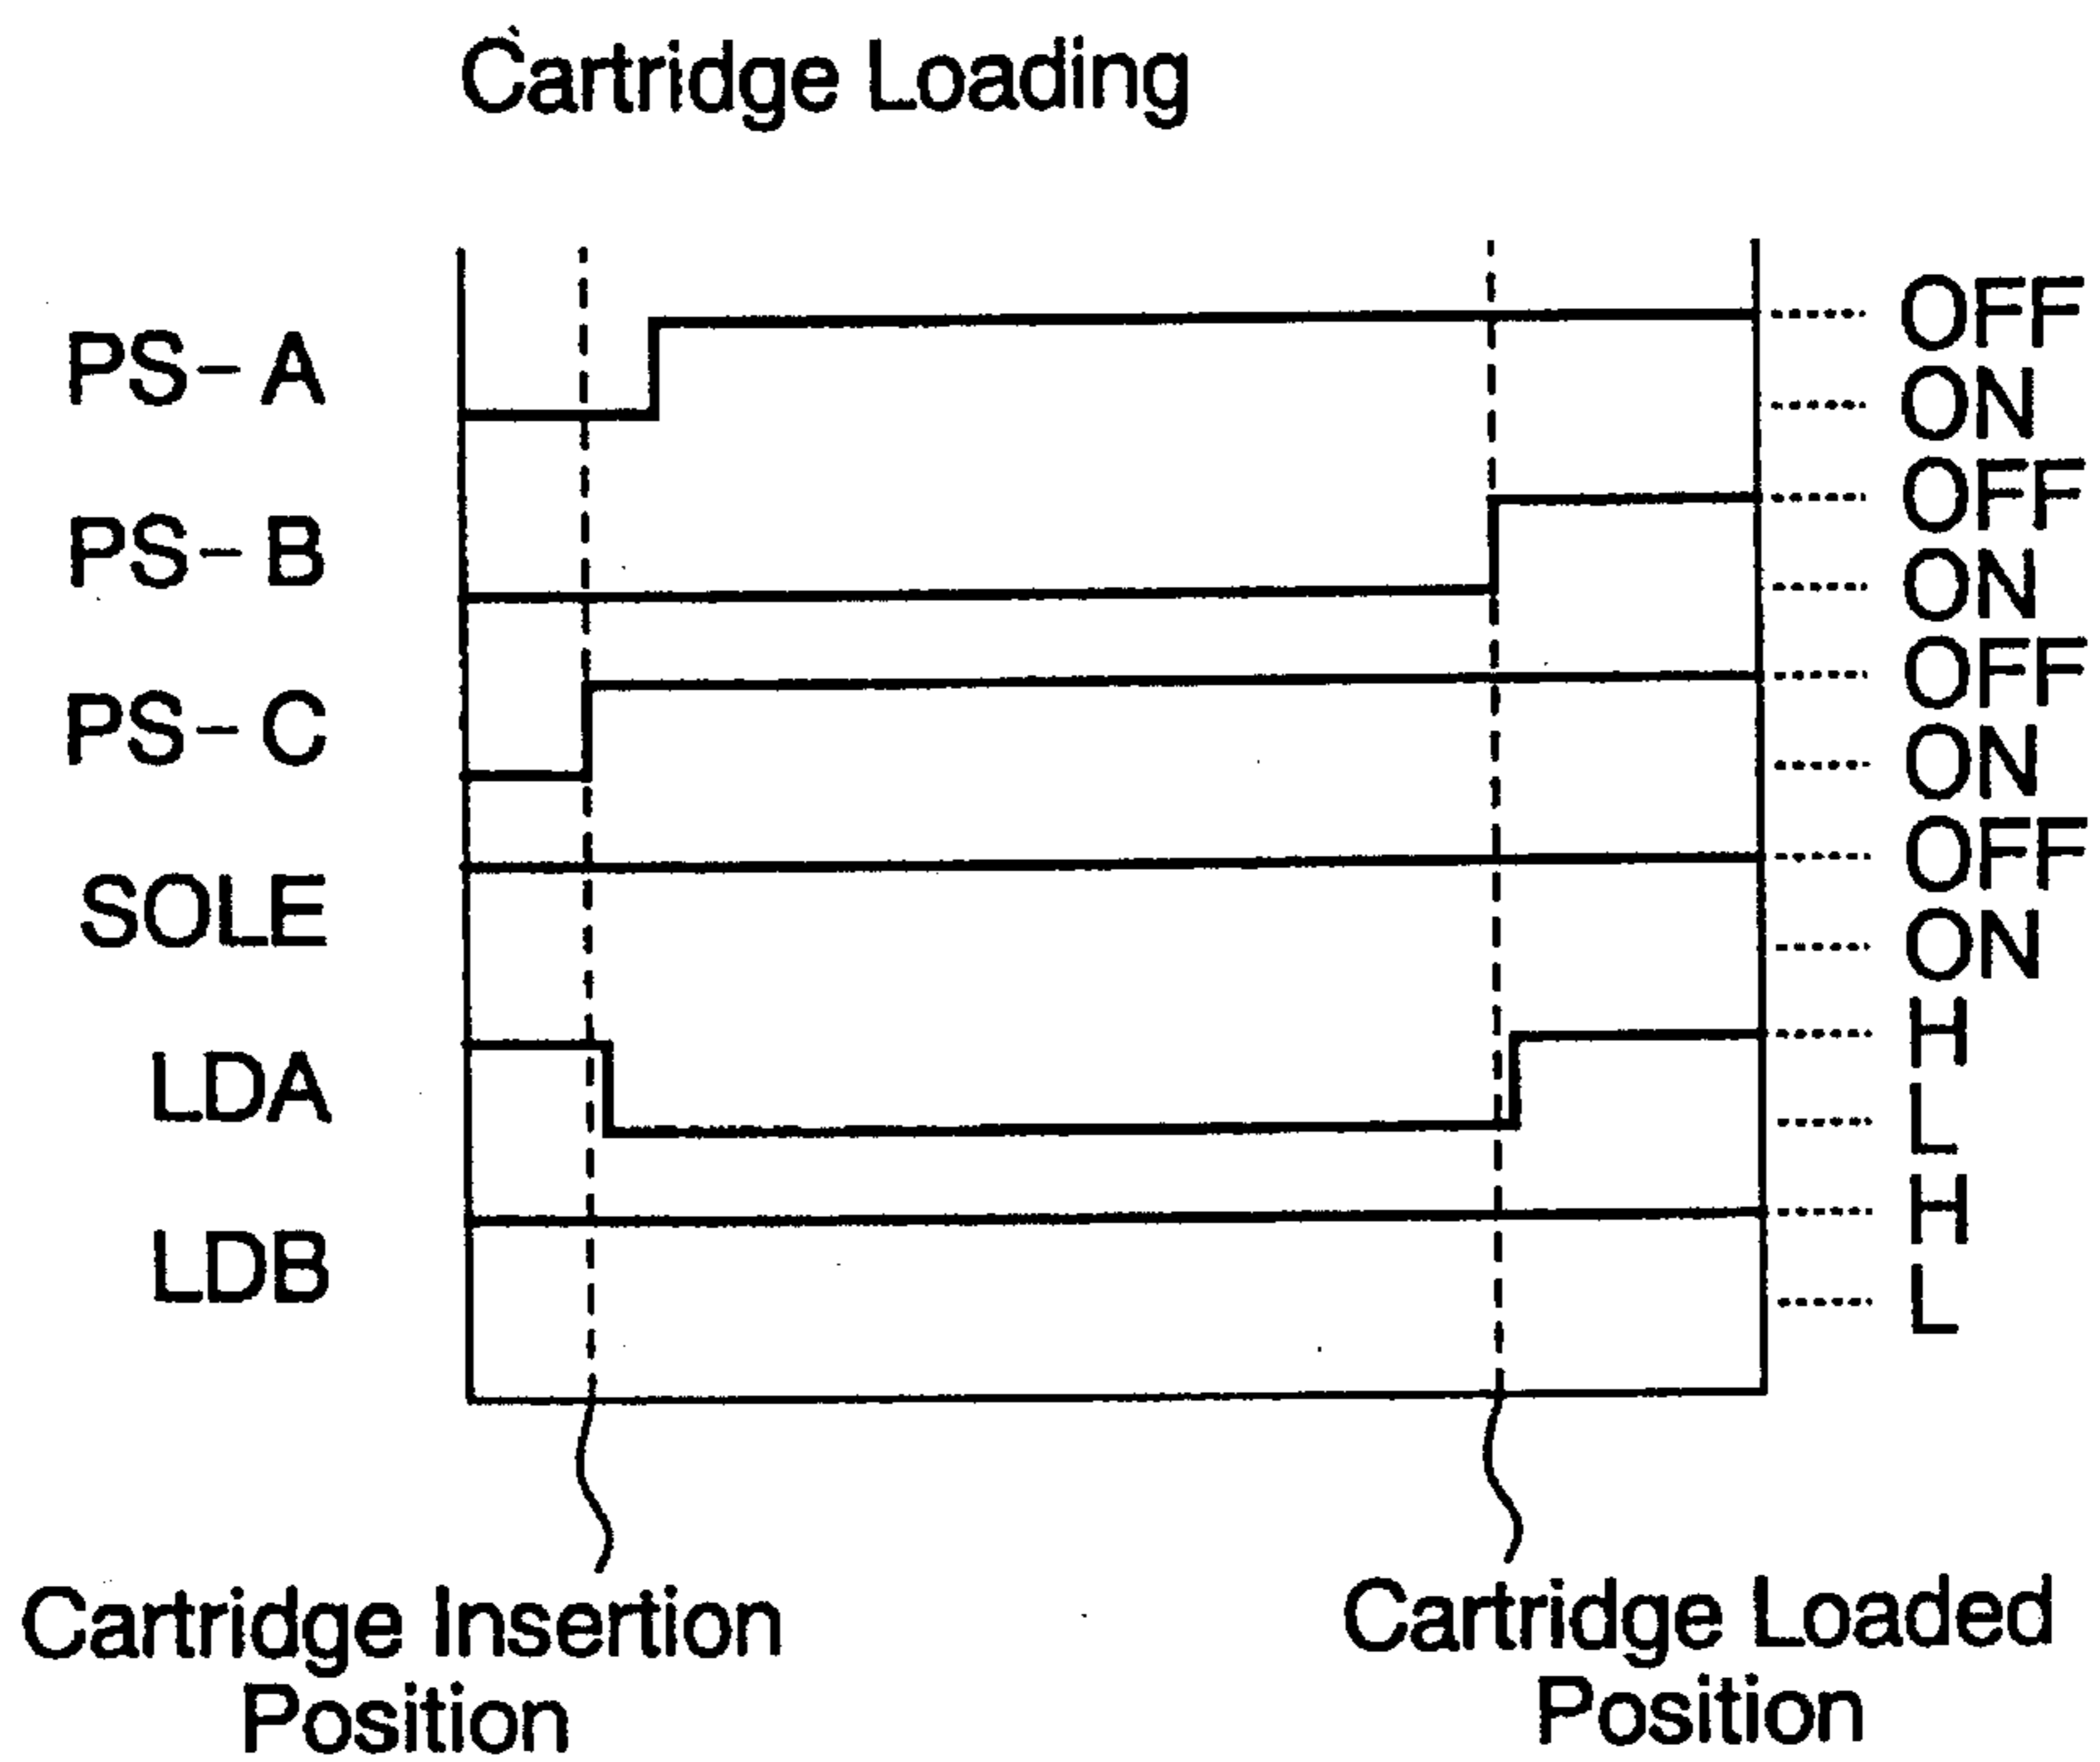 Cartridge Loading
PS-A
OFF
ON
PS-B
OFF
ON
PS-C
OFF
ON
SOLE
OFF
ON
LDA
H
L
LDB
H
L
Cartridge Insertion
Position
Cartridge Loaded
Position